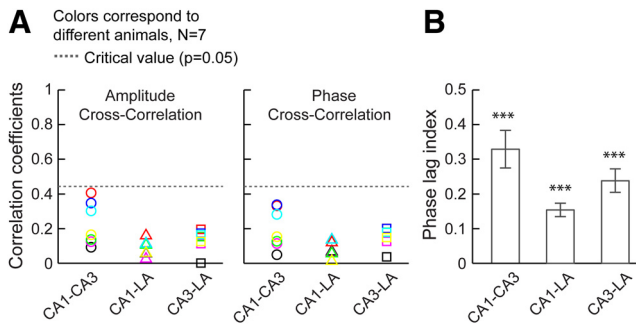 A
Colors correspond to
different animals, N=7
Critical value (p=0.05)
Correlation coefficients
1
0.8
0.6
0.4
0.2
0
Amplitude
Cross-Correlation
CA1-CA3
CA1-LA
CA3-LA
Phase
Cross-Correlation
CA1-CA3
CA1-LA
CA3-LA
B
Phase lag index
0.5
0.4
0.3
0.2
0.1
0
***
***
***
CA1-CA3
CA1-LA
CA3-LA